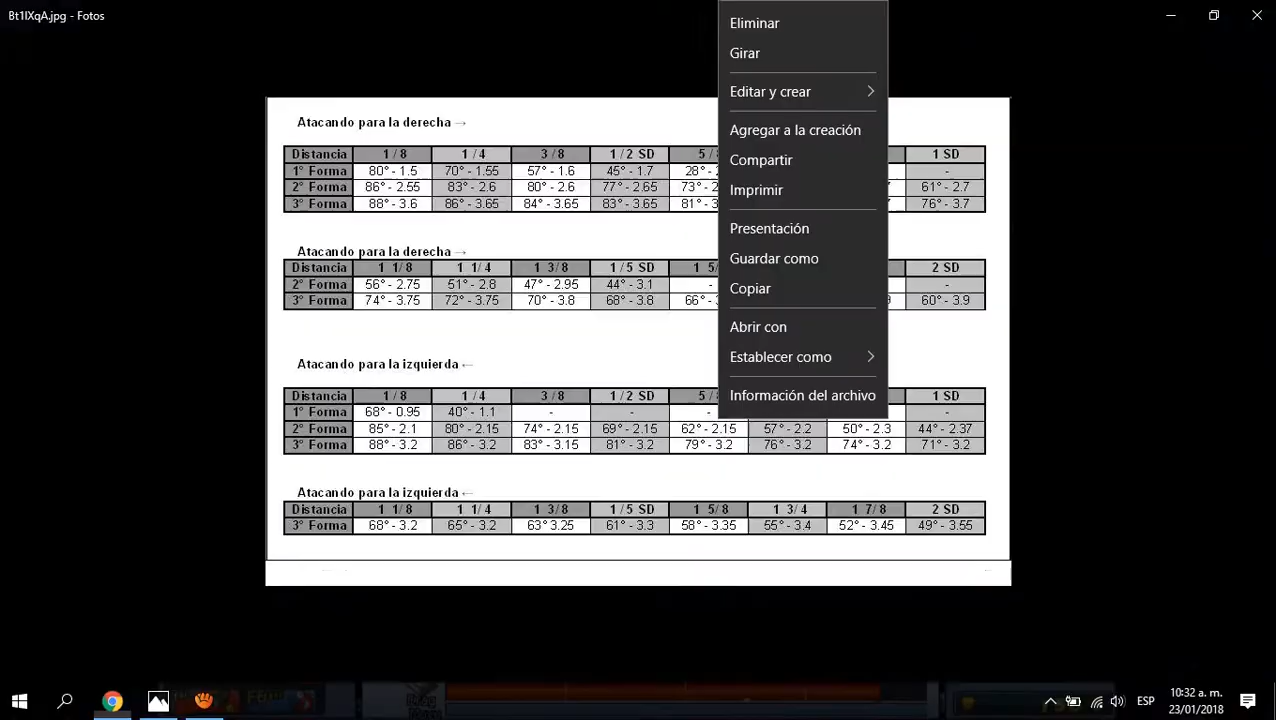 Bt1lXqA.jpg - Fotos
Eliminar
Girar
Editar y crear
Agregar a la creación
Compartir
Imprimir
Presentación
Guardar como
Copiar
Abrir con
Establecer como
Información del archivo
Atacando para la derecha →
Distancia 1 / 8 1 / 4 3 / 8 1 / 2 SD 5 / 1 SD
1° Forma 80° - 1.5 70° - 1.55 57° - 1.6 45° - 1.7 28° - -
2° Forma 86° - 2.55 83° - 2.6 80° - 2.6 77° - 2.65 73° - 61° - 2.7
3° Forma 88° - 3.6 86° - 3.65 84° - 3.65 83° - 3.65 81° - 76° - 3.7
Atacando para la derecha →
Distancia 1 1/8 1 1/4 1 3/8 1/5 SD 1 5/ 2 SD
2° Forma 56° - 2.75 51° - 2.8 47° - 2.95 44° - 3.1 - -
3° Forma 74° - 3.75 72° - 3.75 70° - 3.8 68° - 3.8 66° - 60° - 3.9
Atacando para la izquierda ←
Distancia 1 / 8 1 / 4 3 / 8 1 / 2 SD 5 / 1 SD
1° Forma 68° - 0.95 40° - 1.1 - - - -
2° Forma 85° - 2.1 80° - 2.15 74° - 2.15 69° - 2.15 62° - 2.15 57° - 2.2 50° - 2.3 44° - 2.37
3° Forma 88° - 3.2 86° - 3.2 83° - 3.15 81° - 3.2 79° - 3.2 76° - 3.2 74° - 3.2 71° - 3.2
Atacando para la izquierda ←
Distancia 1 1/8 1 1/4 1 3/8 1/5 SD 1 5/8 1 3/4 1 7/8 2 SD
3° Forma 68° - 3.2 65° - 3.2 63° 3.25 61° - 3.3 58° - 3.35 55° - 3.4 52° - 3.45 49° - 3.55
ESP
10:32 a. m.
23/01/2018